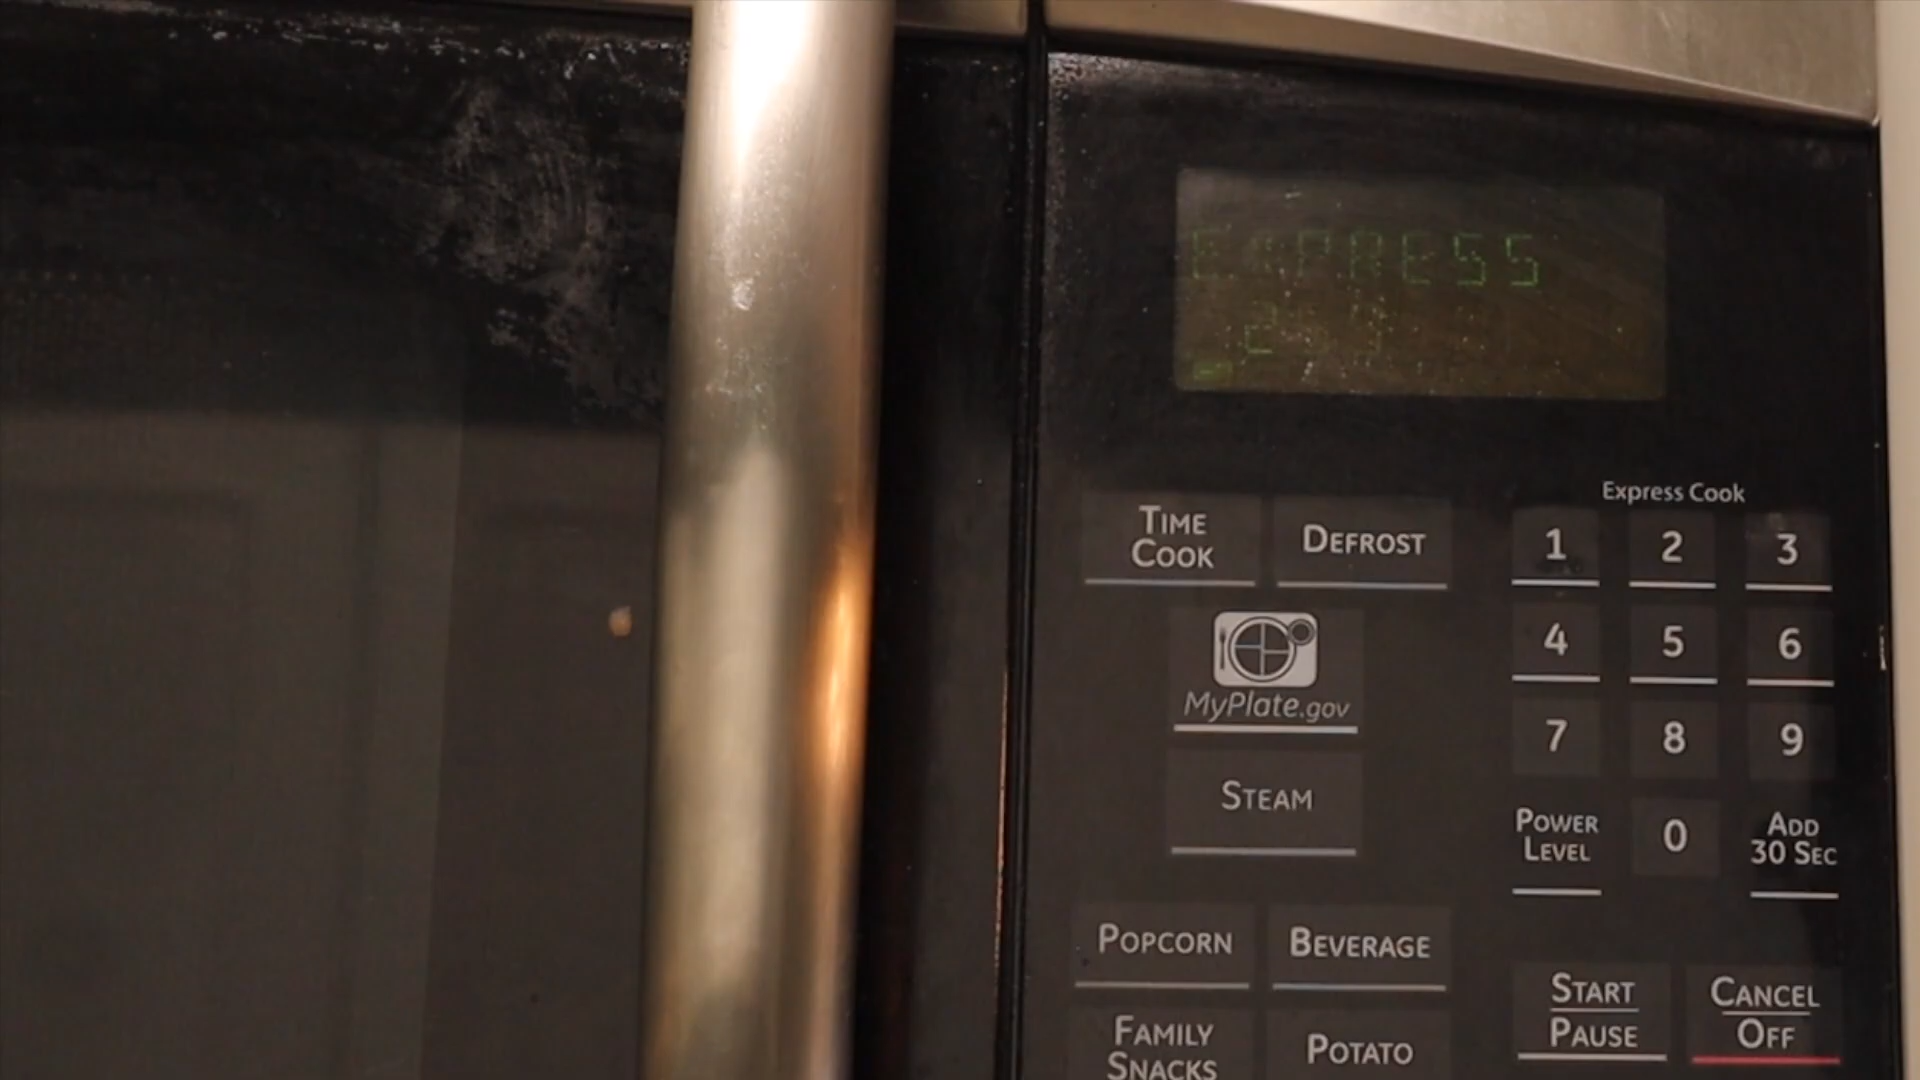 EXPRESS
Express Cook
TIME
COOK
DEFROST
1
2
3
MyPlate.gov
4
5
6
STEAM
7
8
9
POWER
LEVEL
0
ADD
30 SEC
POPCORN
BEVERAGE
START
PAUSE
CANCEL
OFF
FAMILY
SNACKS
POTATO